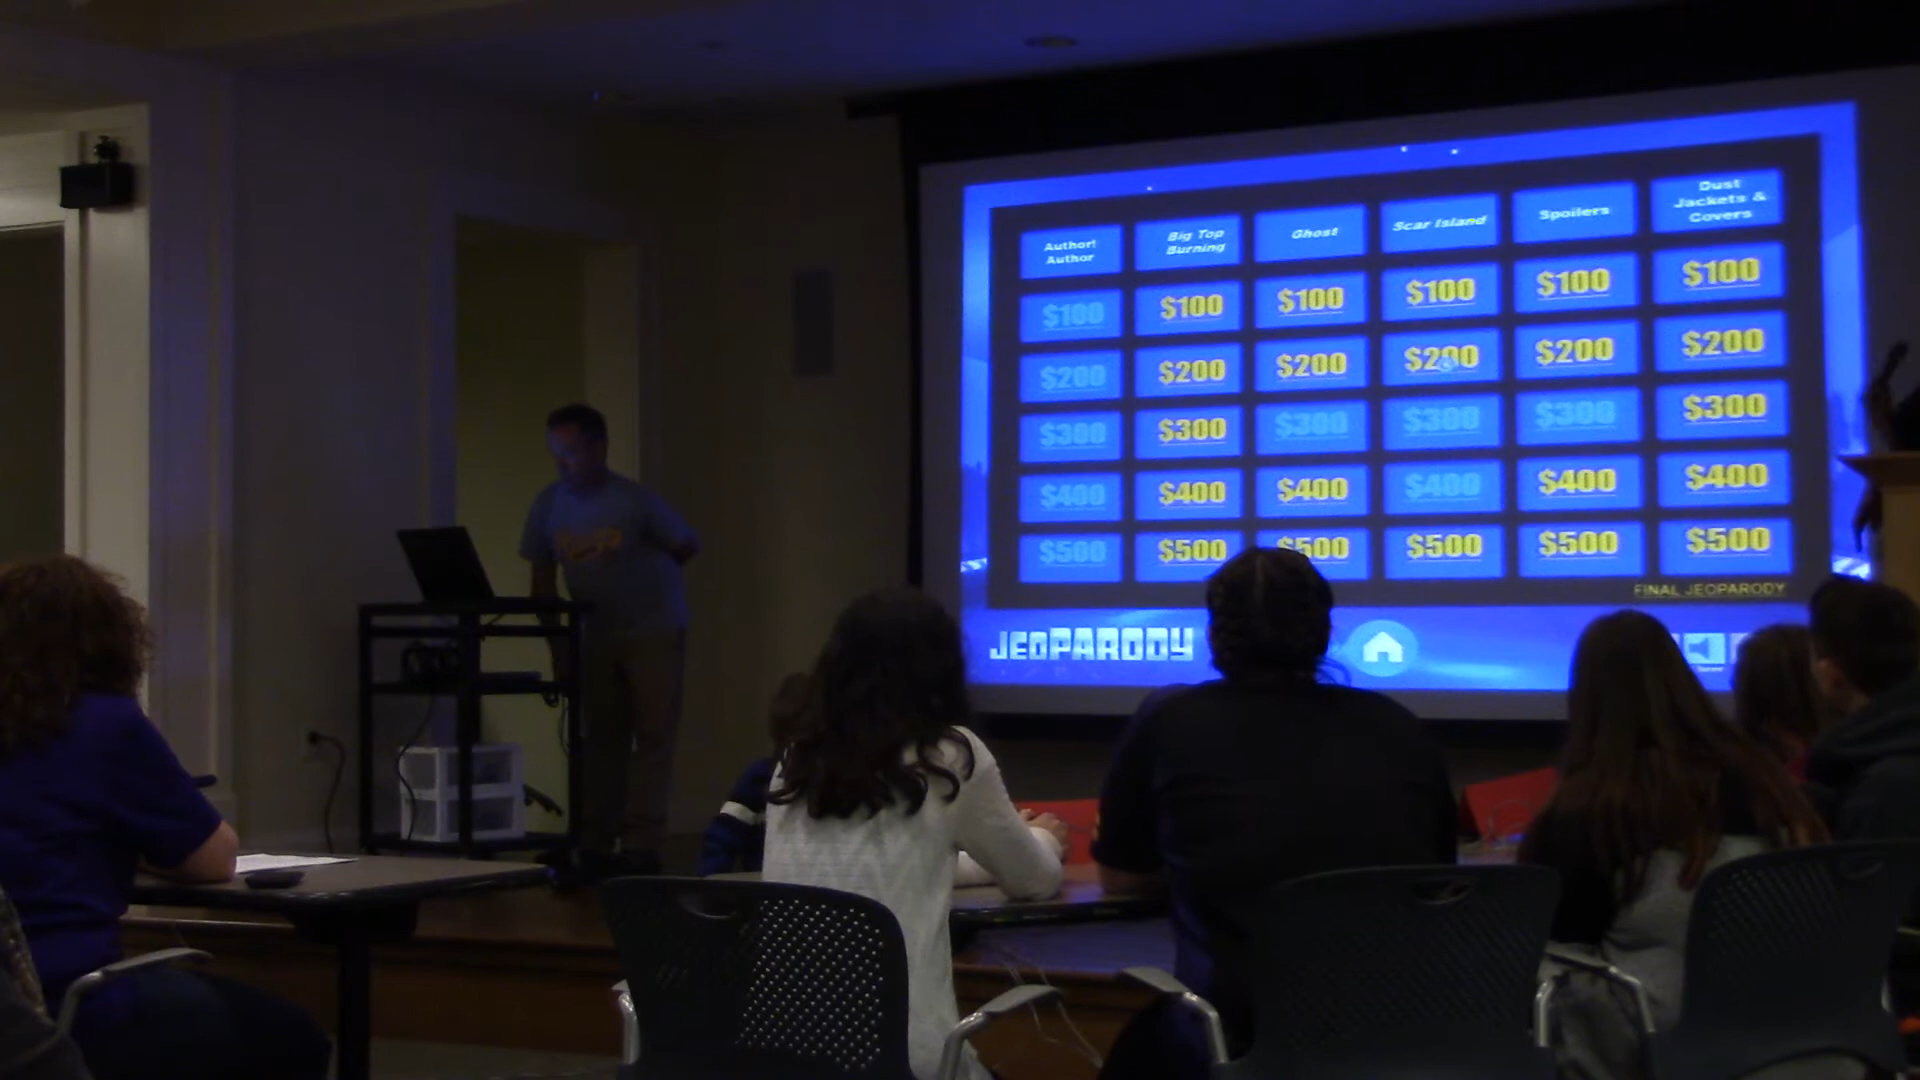 Author!
Author
Big Top
Burning
Ghost
Scar Island
Spoilers
Dust
Jackets &
Covers
$100 $100 $100 $100 $100 $100
$200 $200 $200 $200 $200 $200
$300 $300 $300 $300 $300 $300
$400 $400 $400 $400 $400 $400
$500 $500 $500 $500 $500 $500
FINAL JEOPARODY
JEOPARODY